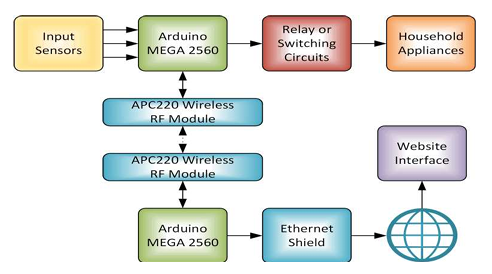 Input
Sensors
Arduino
MEGA 2560
Relay or
Switching
Circuits
Household
Appliances
APC220 Wireless
RF Module
APC220 Wireless
RF Module
Website
Interface
Arduino
MEGA 2560
Ethernet
Shield